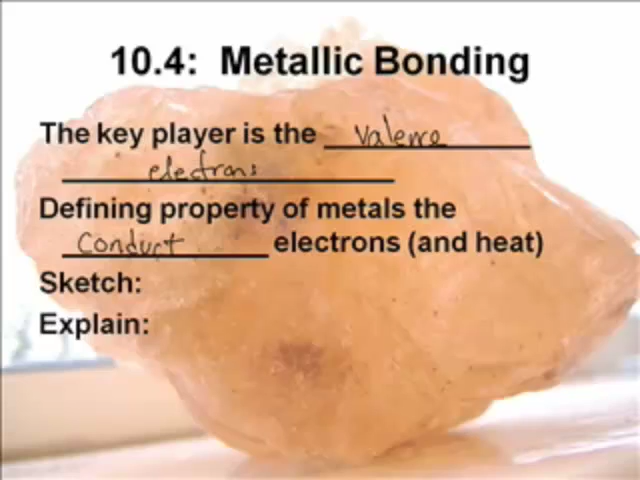 10.4: Metallic Bonding
The key player is the valence
electrons
Defining property of metals the
Conduct electrons (and heat)
Sketch:
Explain: